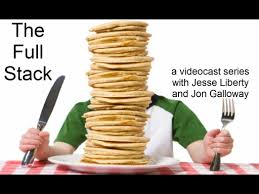 The
Full
Stack
a videocast series
with Jesse Liberty
and Jon Galloway